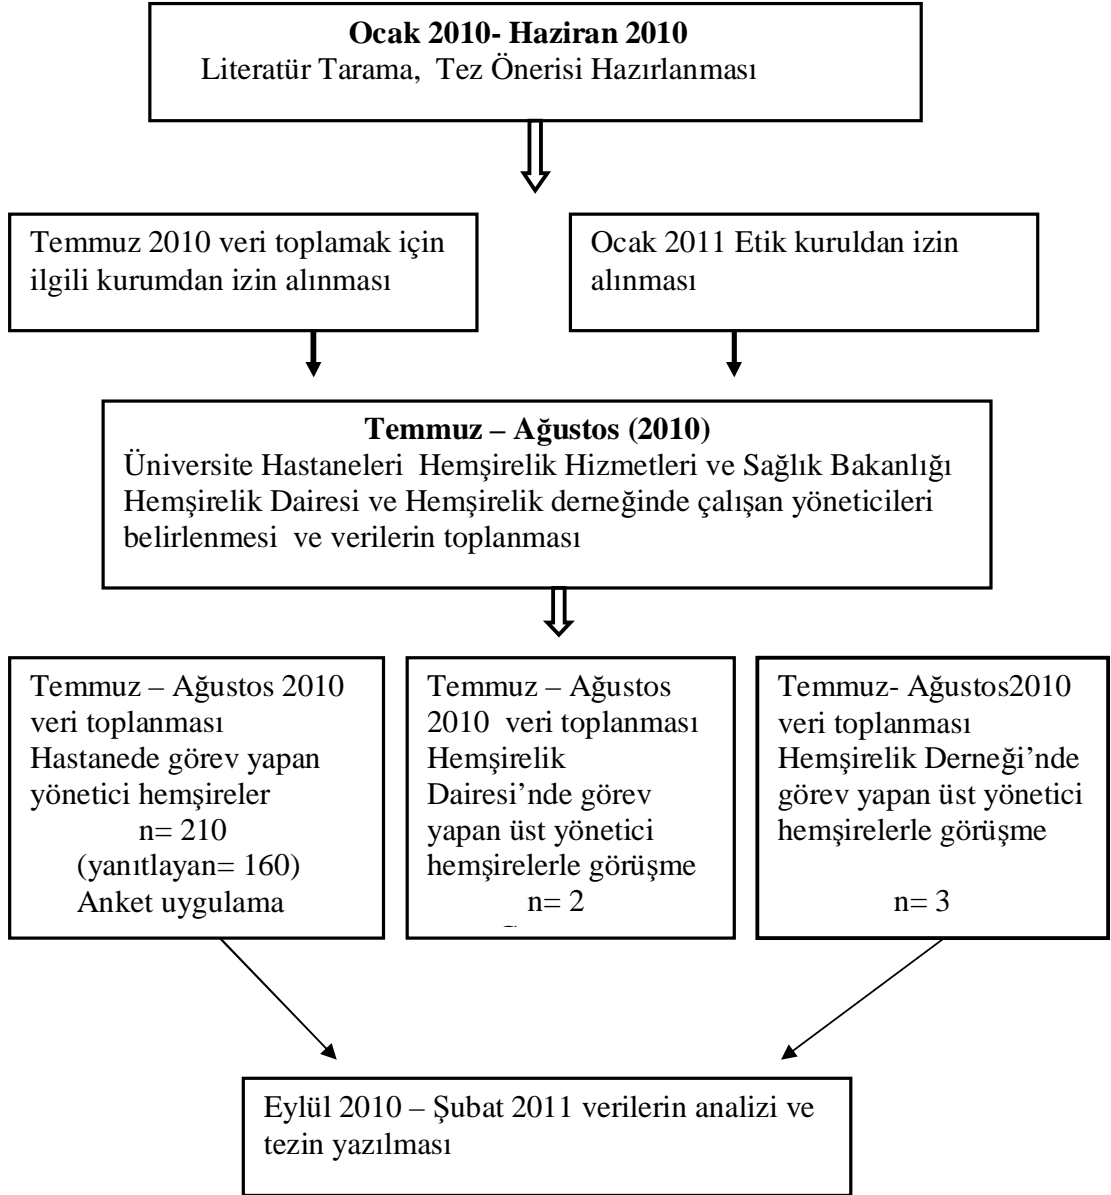 Ocak 2010- Haziran 2010
Literatür Tarama, Tez Önerisi Hazırlanması
Temmuz 2010 veri toplamak için
ilgili kurumdan izin alınması
Ocak 2011 Etik kuruldan izin
alınması
Temmuz – Ağustos (2010)
Üniversite Hastaneleri Hemşirelik Hizmetleri ve Sağlık Bakanlığı
Hemşirelik Dairesi ve Hemşirelik derneğinde çalışan yöneticileri
belirlenmesi ve verilerin toplanması
Temmuz – Ağustos 2010
veri toplanması
Hastanede görev yapan
yönetici hemşireler
n= 210
(yanıtlayan= 160)
Anket uygulama
Temmuz – Ağustos
2010 veri toplanması
Hemşirelik
Dairesi’nde görev
yapan üst yönetici
hemşirelerle görüşme
n= 2
Temmuz- Ağustos2010
veri toplanması
Hemşirelik Derneği’nde
görev yapan üst yönetici
hemşirelerle görüşme
n= 3
Eylül 2010 – Şubat 2011 verilerin analizi ve
tezin yazılması